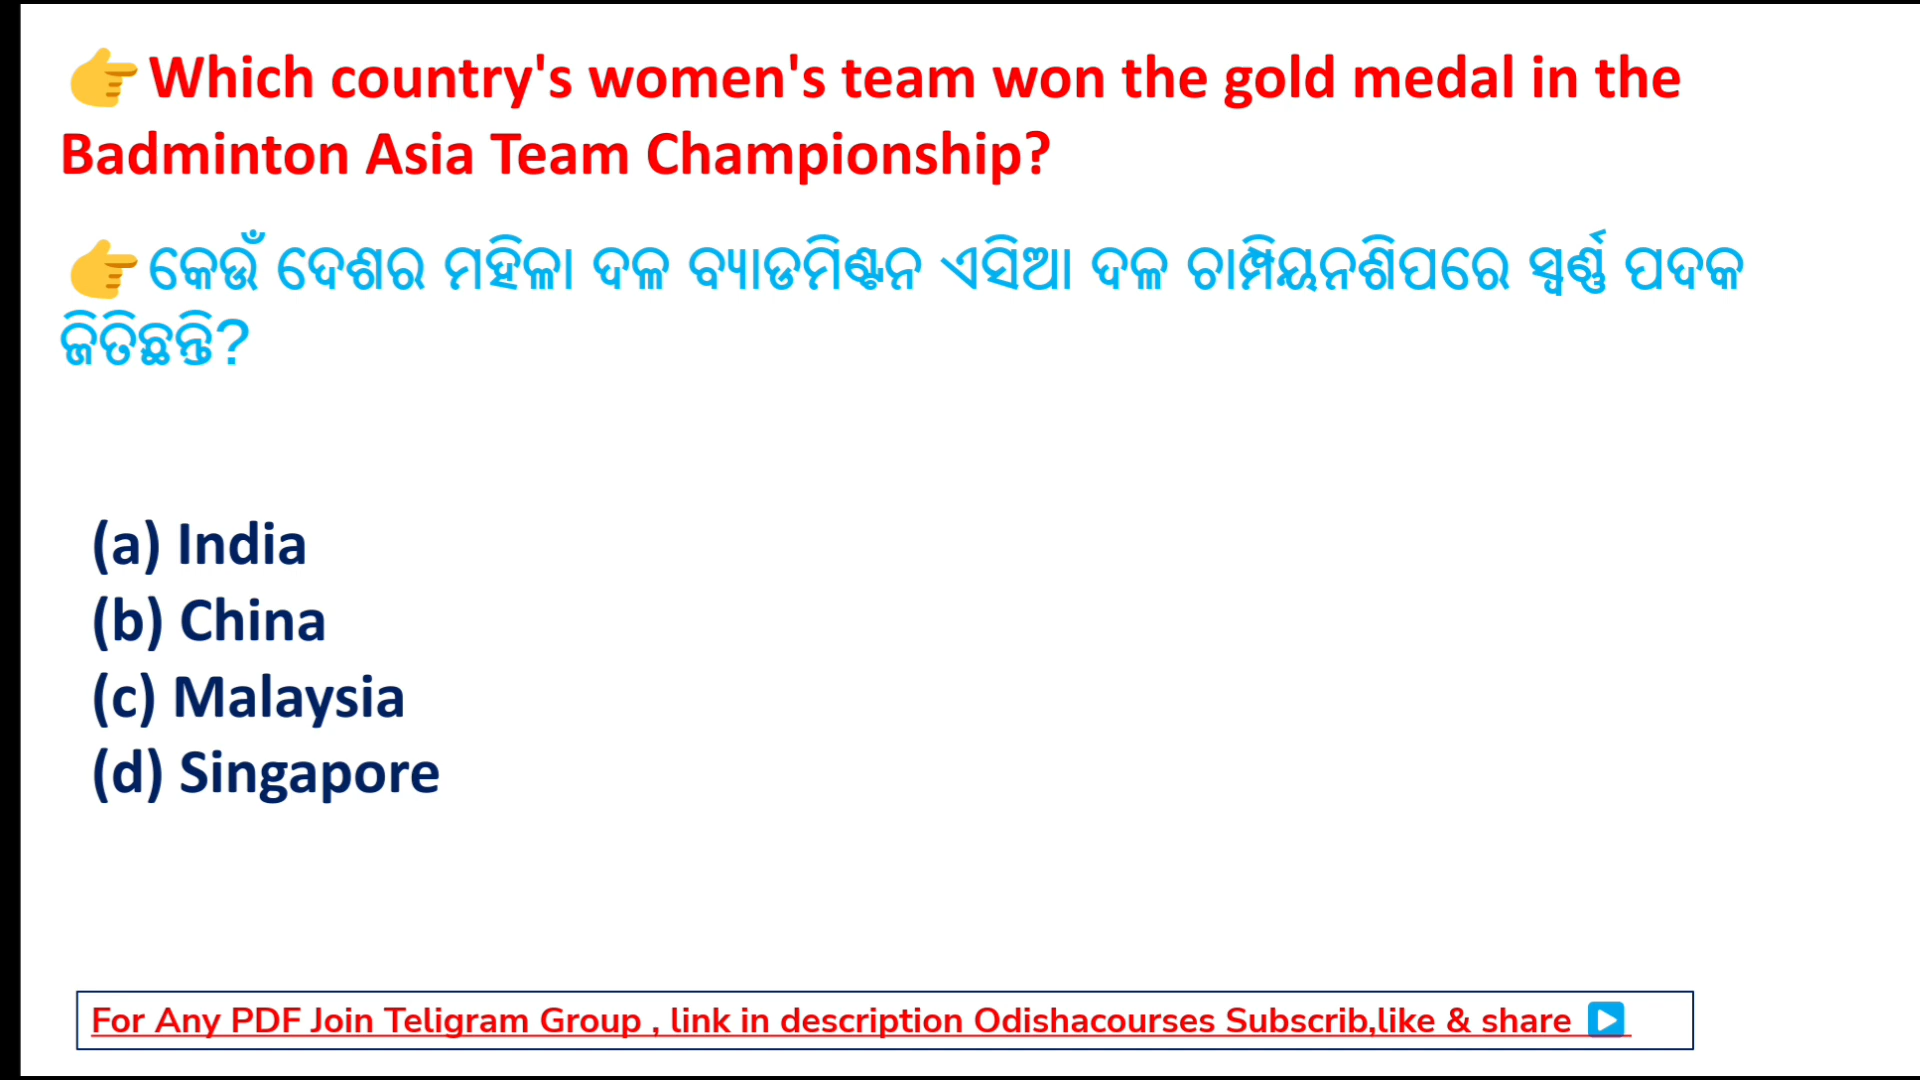 👉Which country's women's team won the gold medal in the
Badminton Asia Team Championship?
👉କେଉଁ ଦେଶର ମହିଳା ଦଳ ବ୍ୟାଡମିଣ୍ଟନ ଏସିଆ ଦଳ ଚାମ୍ପିୟନଶିପରେ ସ୍ୱର୍ଣ୍ଣ ପଦକ
ଜିତିଛନ୍ତି?
(a) India
(b) China
(c) Malaysia
(d) Singapore
For Any PDF Join Teligram Group , link in description Odishacourses Subscrib,like & share ▶️